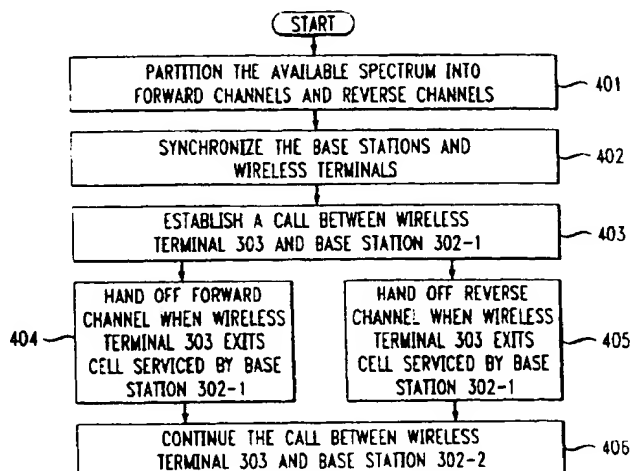 START
PARTITION THE AVAILABLE SPECTRUM INTO
FORWARD CHANNELS AND REVERSE CHANNELS
401
SYNCHRONIZE THE BASE STATIONS AND
WIRELESS TERMINALS
402
ESTABLISH A CALL BETWEEN WIRELESS
TERMINAL 303 AND BASE STATION 302-1
403
404
HAND OFF FORWARD
CHANNEL WHEN WIRELESS
TERMINAL 303 EXITS
CELL SERVICED BY BASE
STATION 302-1
HAND OFF REVERSE
CHANNEL WHEN WIRELESS
TERMINAL 303 EXITS
CELL SERVICED BY BASE
STATION 302-1
405
CONTINUE THE CALL BETWEEN WIRELESS
TERMINAL 303 AND BASE STATION 302-2
406